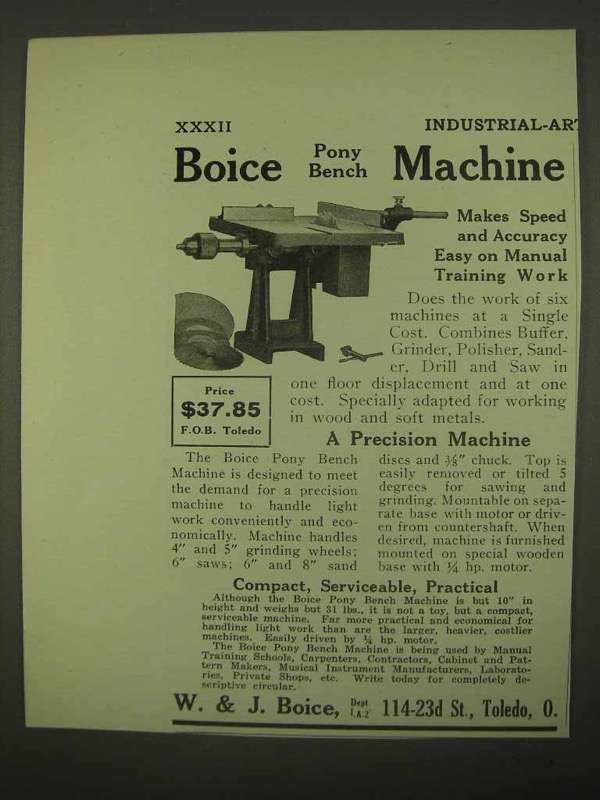 XXXII INDUSTRIAL-ART
Boice Pony Bench Machine
Makes Speed
and Accuracy
Easy on Manual
Training Work
Does the work of six
machines at a Single
Cost. Combines Buffer,
Grinder, Polisher, Sand-
er, Drill and Saw in
one floor displacement and at one
cost. Specially adapted for working
in wood and soft metals.
Price
$37.85
F.O.B. Toledo
A Precision Machine
The Boice Pony Bench
Machine is designed to meet
the demand for a precision
machine to handle light
work conveniently and eco-
nomically. Machine handles
4" and 5" grinding wheels;
6" saws; 6" and 8" sand
discs and ⅜" chuck. Top is
easily removed or tilted 5
degrees for sawing and
grinding. Mountable on sepa-
rate base with motor or driv-
en from countershaft. When
desired, machine is furnished
mounted on special wooden
base with ¼ hp. motor.
Compact, Serviceable, Practical
Although the Boice Pony Bench Machine is but 10" in
height and weighs but 31 lbs., it is not a toy, but a compact,
serviceable machine. Far more practical and economical for
handling light work than are the larger, heavier, costlier
machines. Easily driven by ¼ hp. motor.
The Boice Pony Bench Machine is being used by Manual
Training Schools, Carpenters, Contractors, Cabinet and Pat-
tern Makers, Musical Instrument Manufacturers, Laborato-
ries, Private Shops, etc. Write today for completely de-
scriptive circular.
W. & J. Boice, Dept I.A.2 114-23d St., Toledo, O.